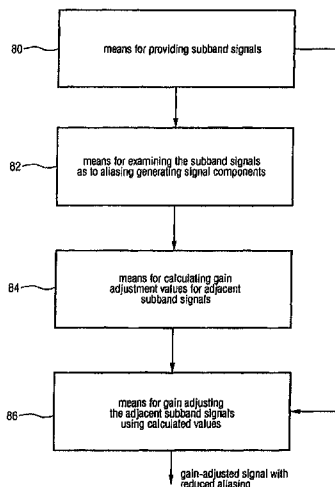 80
means for providing subband signals
82
means for examining the subband signals
as to aliasing generating signal components
84
means for calculating gain
adjustment values for adjacent
subband signals
86
means for gain adjusting
the adjacent subband signals
using calculated values
gain-adjusted signal with
reduced aliasing